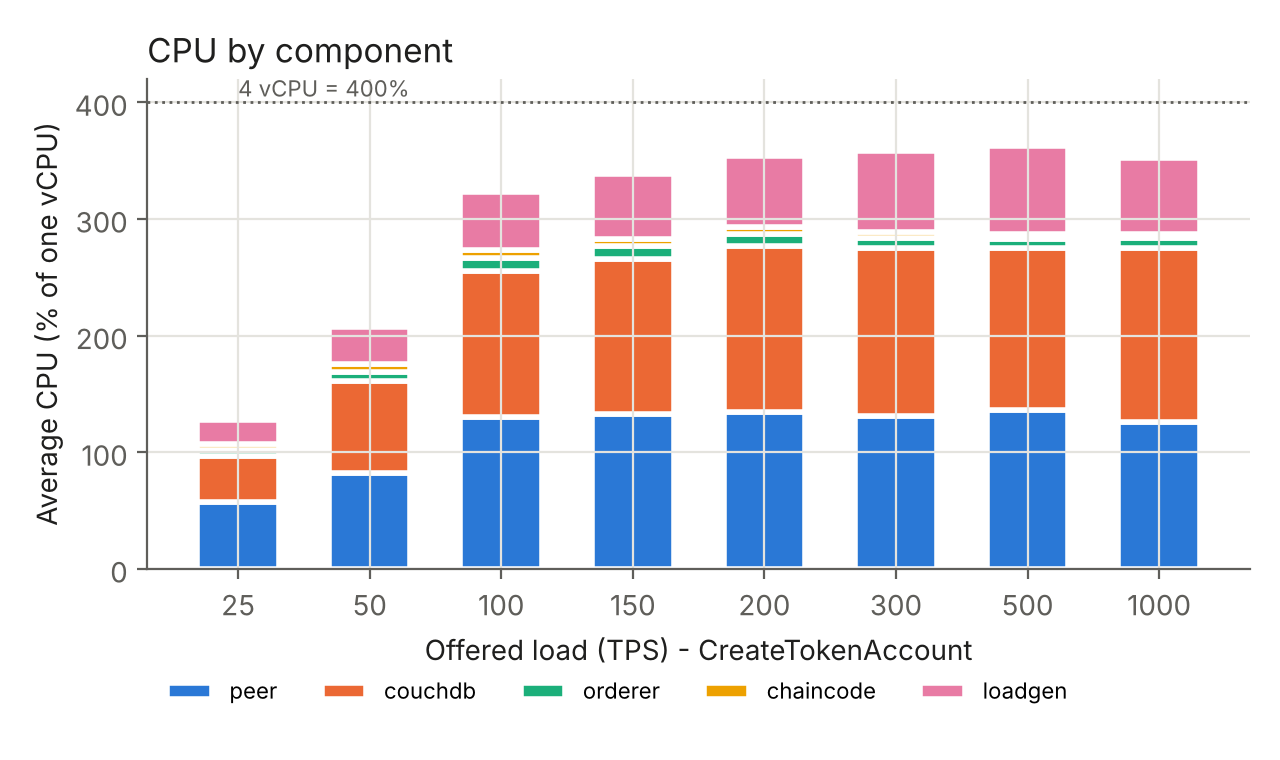 CPU by component
4 vCPU = 400%
400
300
200
100
0
Average CPU (% of one vCPU)
25 50 100 150 200 300 500 1000
Offered load (TPS) - CreateTokenAccount
peer couchdb orderer chaincode loadgen